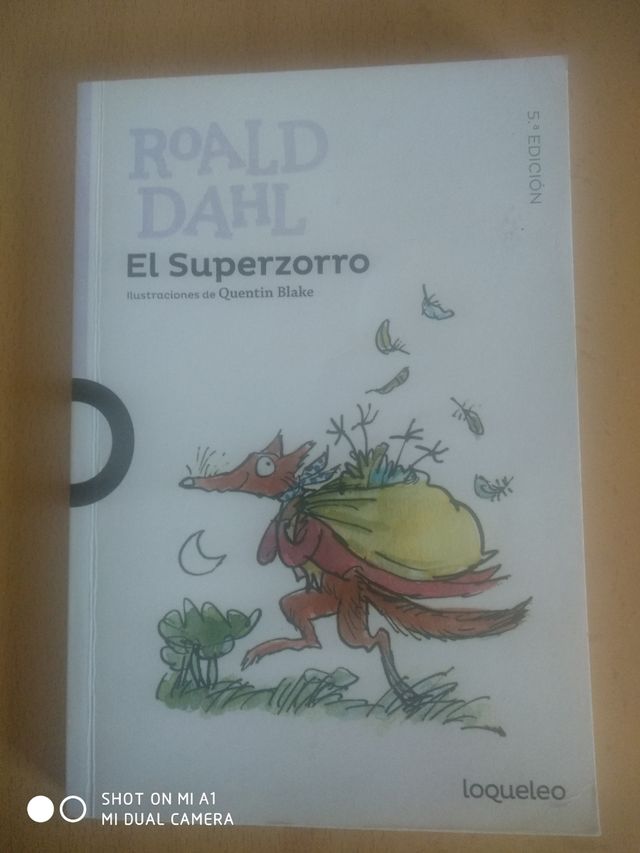 ROALD
DAHL
El Superzorro
Ilustraciones de Quentin Blake
5.ª EDICIÓN
loqueleo
SHOT ON MI A1
MI DUAL CAMERA